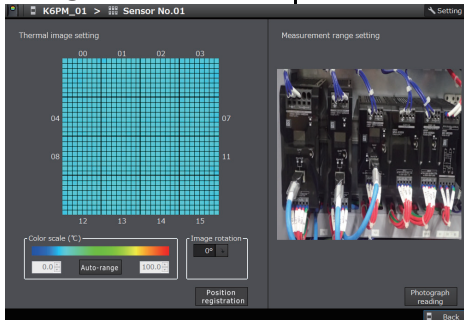 K6PM_01 > Sensor No.01
Setting
Thermal image setting
Measurement range setting
00 01 02 03
04 07
08 11
12 13 14 15
Color scale (℃)
Image rotation
0°
0.0 Auto-range 100.0
Position
registration
Photograph
reading
Back